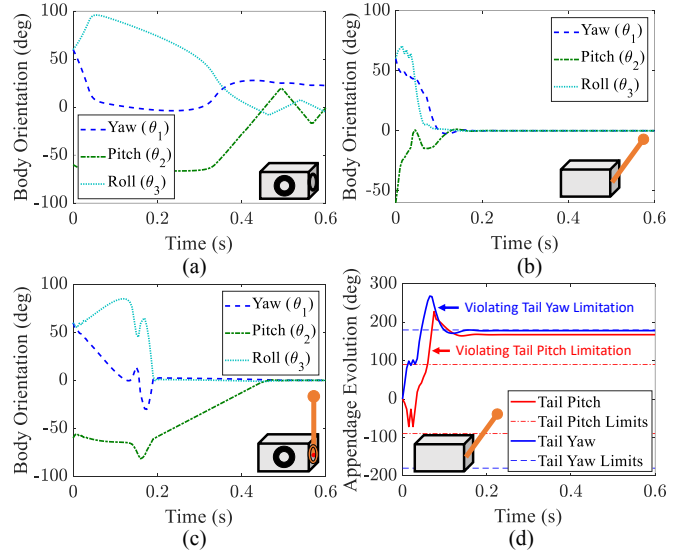 Body Orientation (deg)
100
50
0
-50
-100
Yaw (θ1)
Pitch (θ2)
Roll (θ3)
0
0.2
0.4
0.6
Time (s)
(a)
Body Orientation (deg)
100
50
0
-50
Yaw (θ1)
Pitch (θ2)
Roll (θ3)
0
0.2
0.4
0.6
Time (s)
(b)
Body Orientation (deg)
100
50
0
-50
-100
Yaw (θ1)
Pitch (θ2)
Roll (θ3)
0
0.2
0.4
0.6
Time (s)
(c)
Appendage Evolution (deg)
300
200
100
0
-100
-200
Violating Tail Yaw Limitation
Violating Tail Pitch Limitation
Tail Pitch
Tail Pitch Limits
Tail Yaw
Tail Yaw Limits
0
0.2
0.4
0.6
Time (s)
(d)